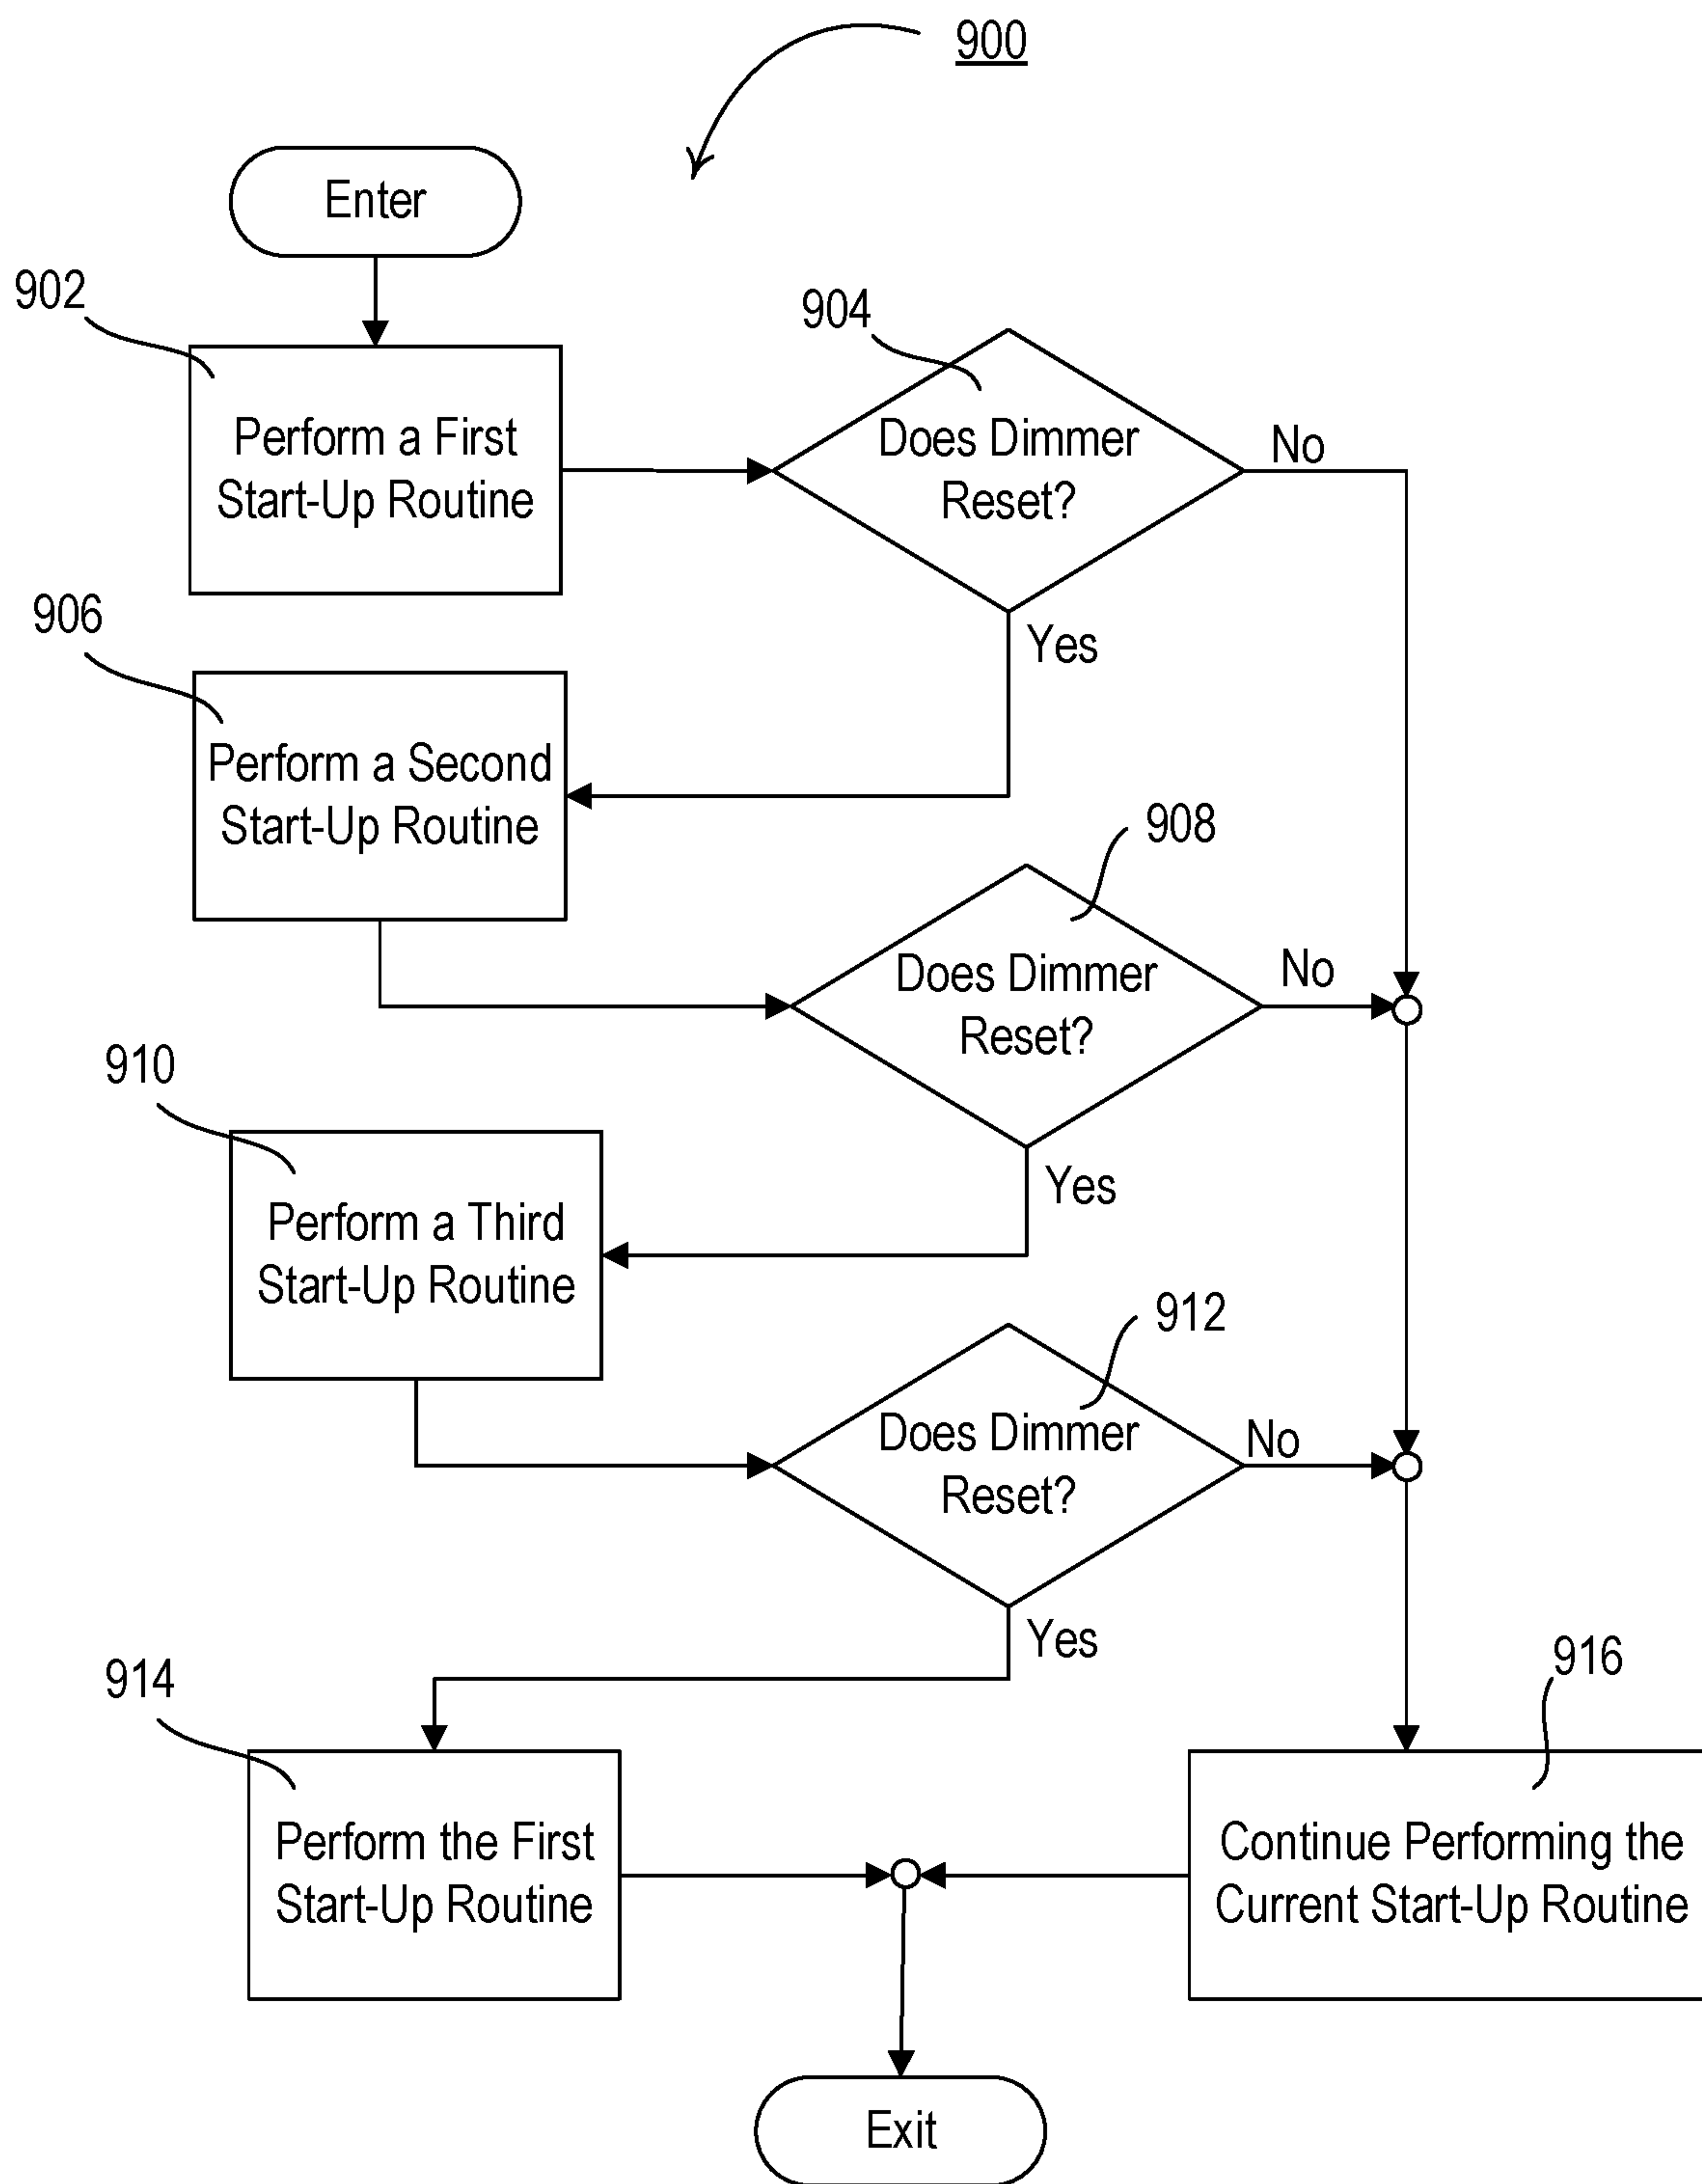 900
Enter
902
Perform a First
Start-Up Routine
904
Does Dimmer
Reset?
No
Yes
906
Perform a Second
Start-Up Routine
908
Does Dimmer
Reset?
No
Yes
910
Perform a Third
Start-Up Routine
912
Does Dimmer
Reset?
No
Yes
914
Perform the First
Start-Up Routine
916
Continue Performing the
Current Start-Up Routine
Exit